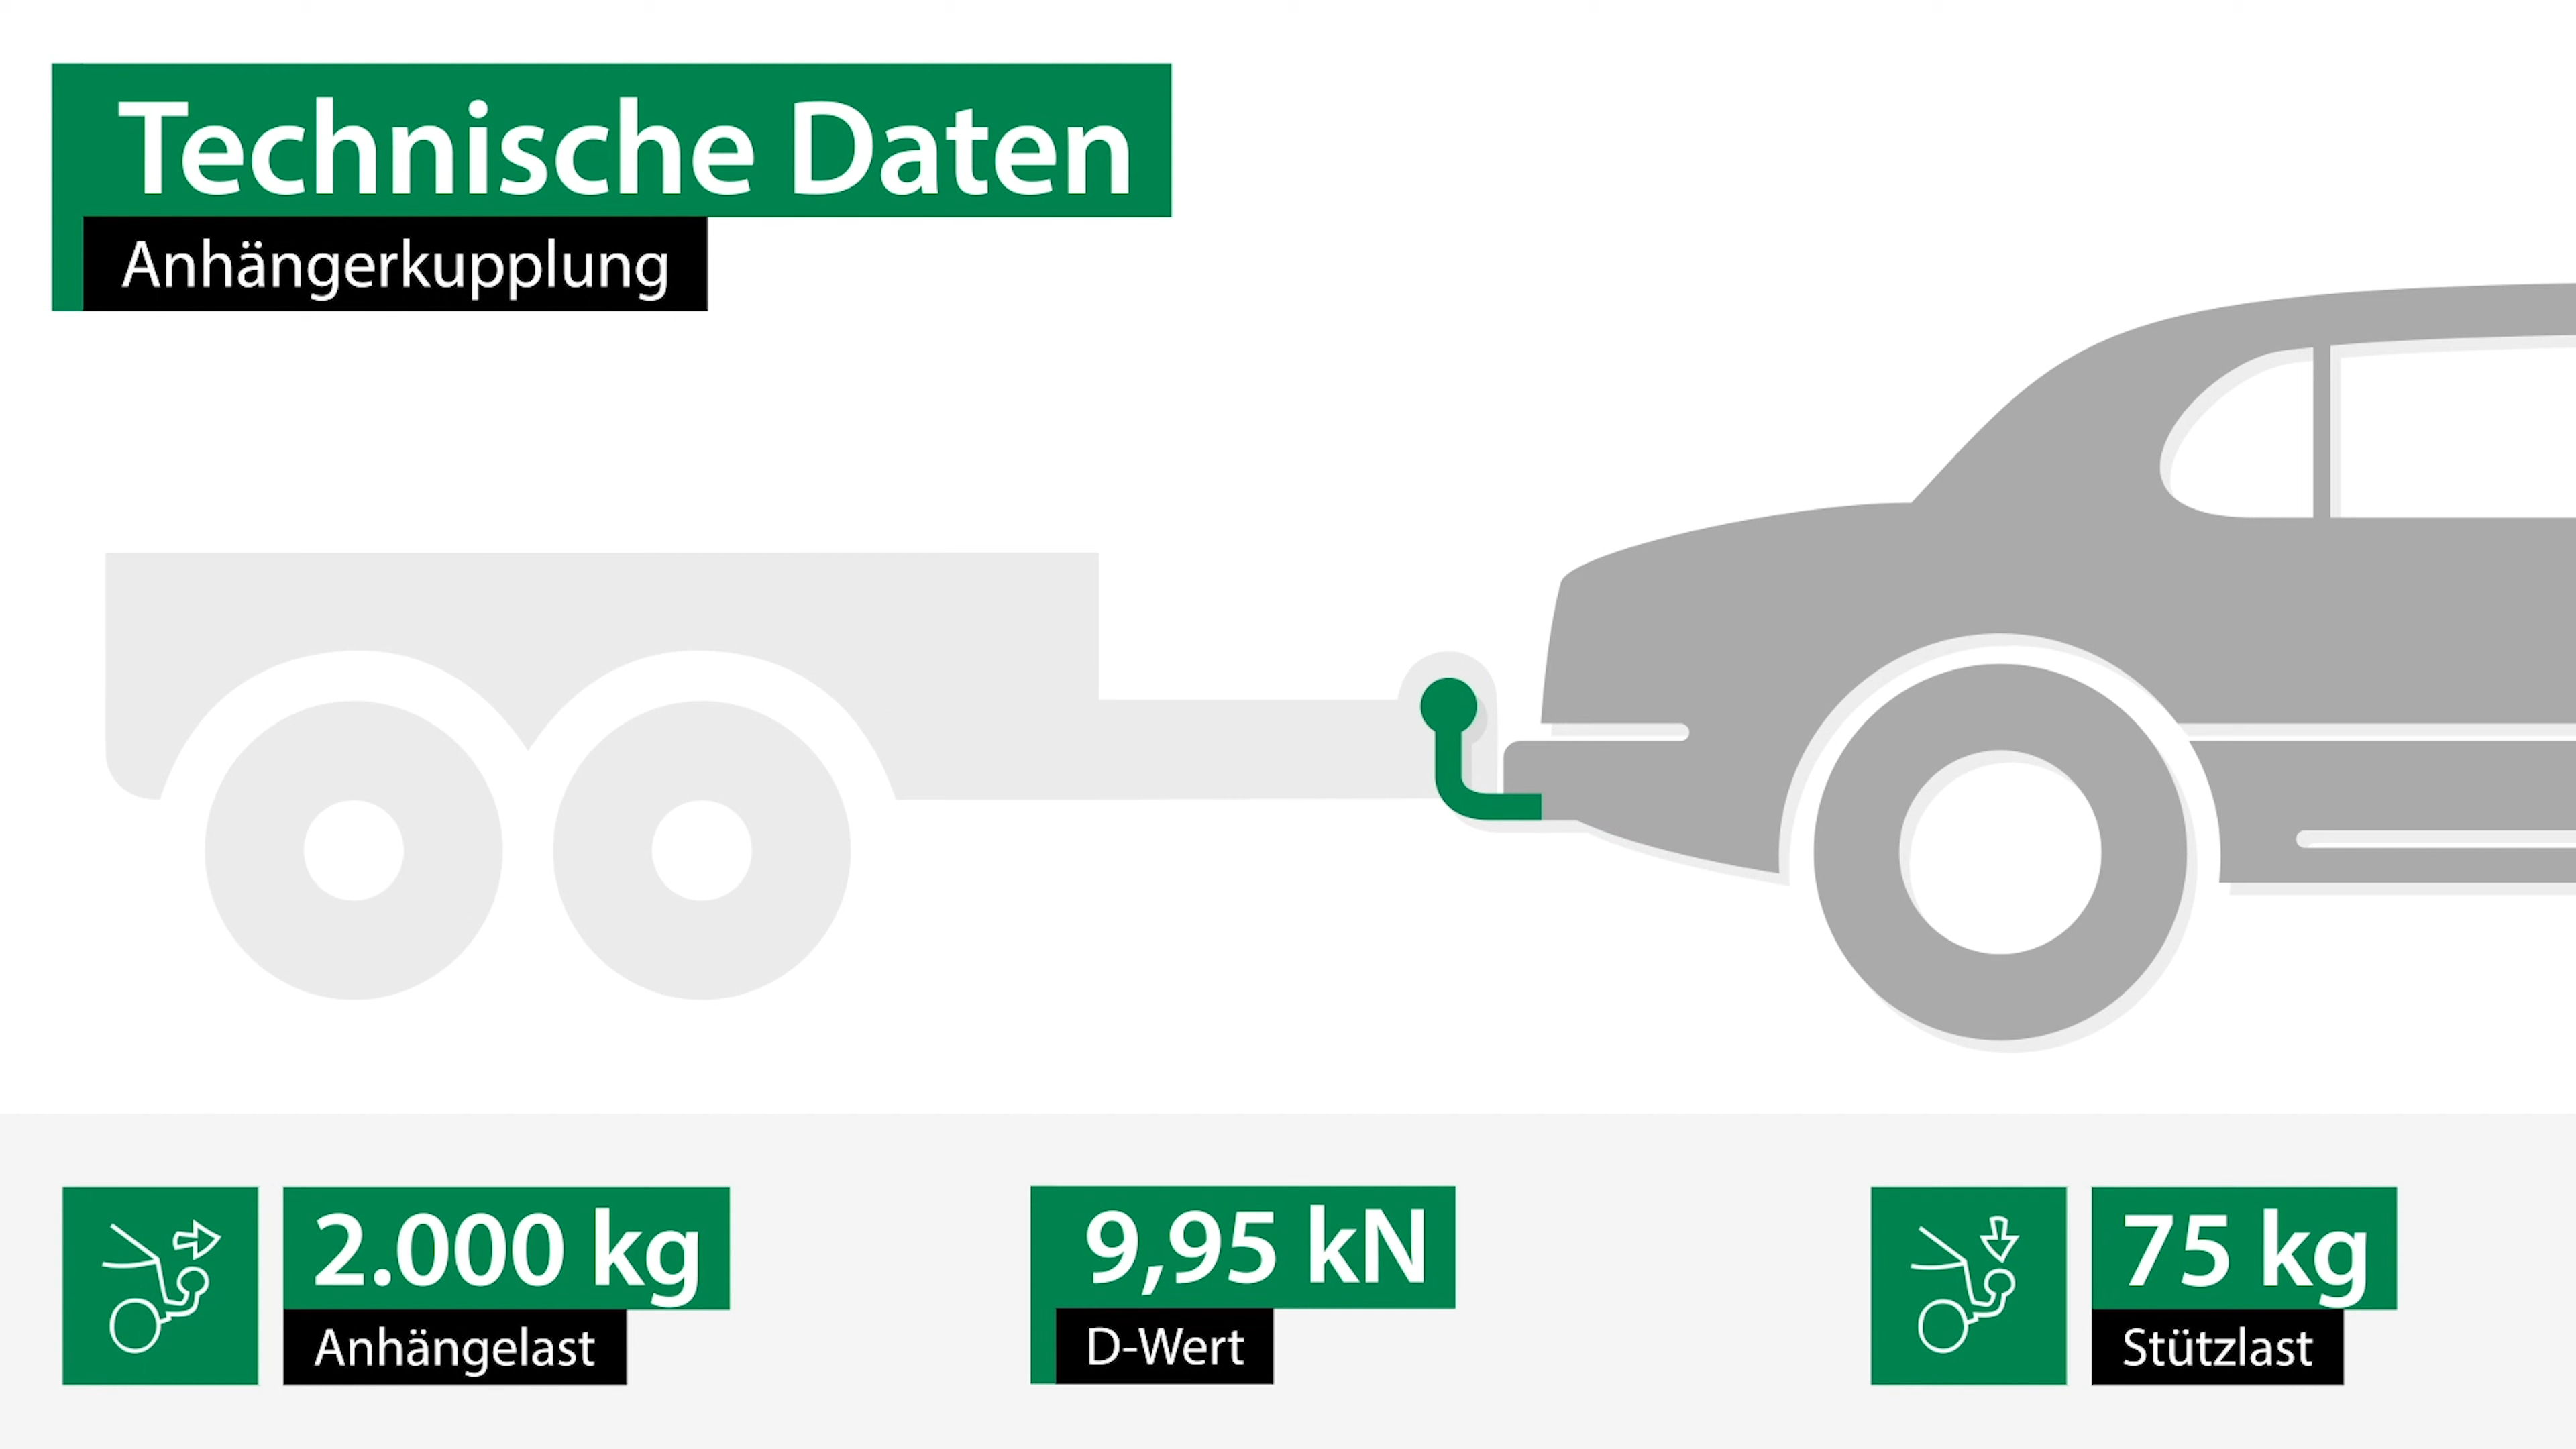 Technische Daten
Anhängerkupplung
2.000 kg
Anhängelast
9,95 kN
D-Wert
75 kg
Stützlast